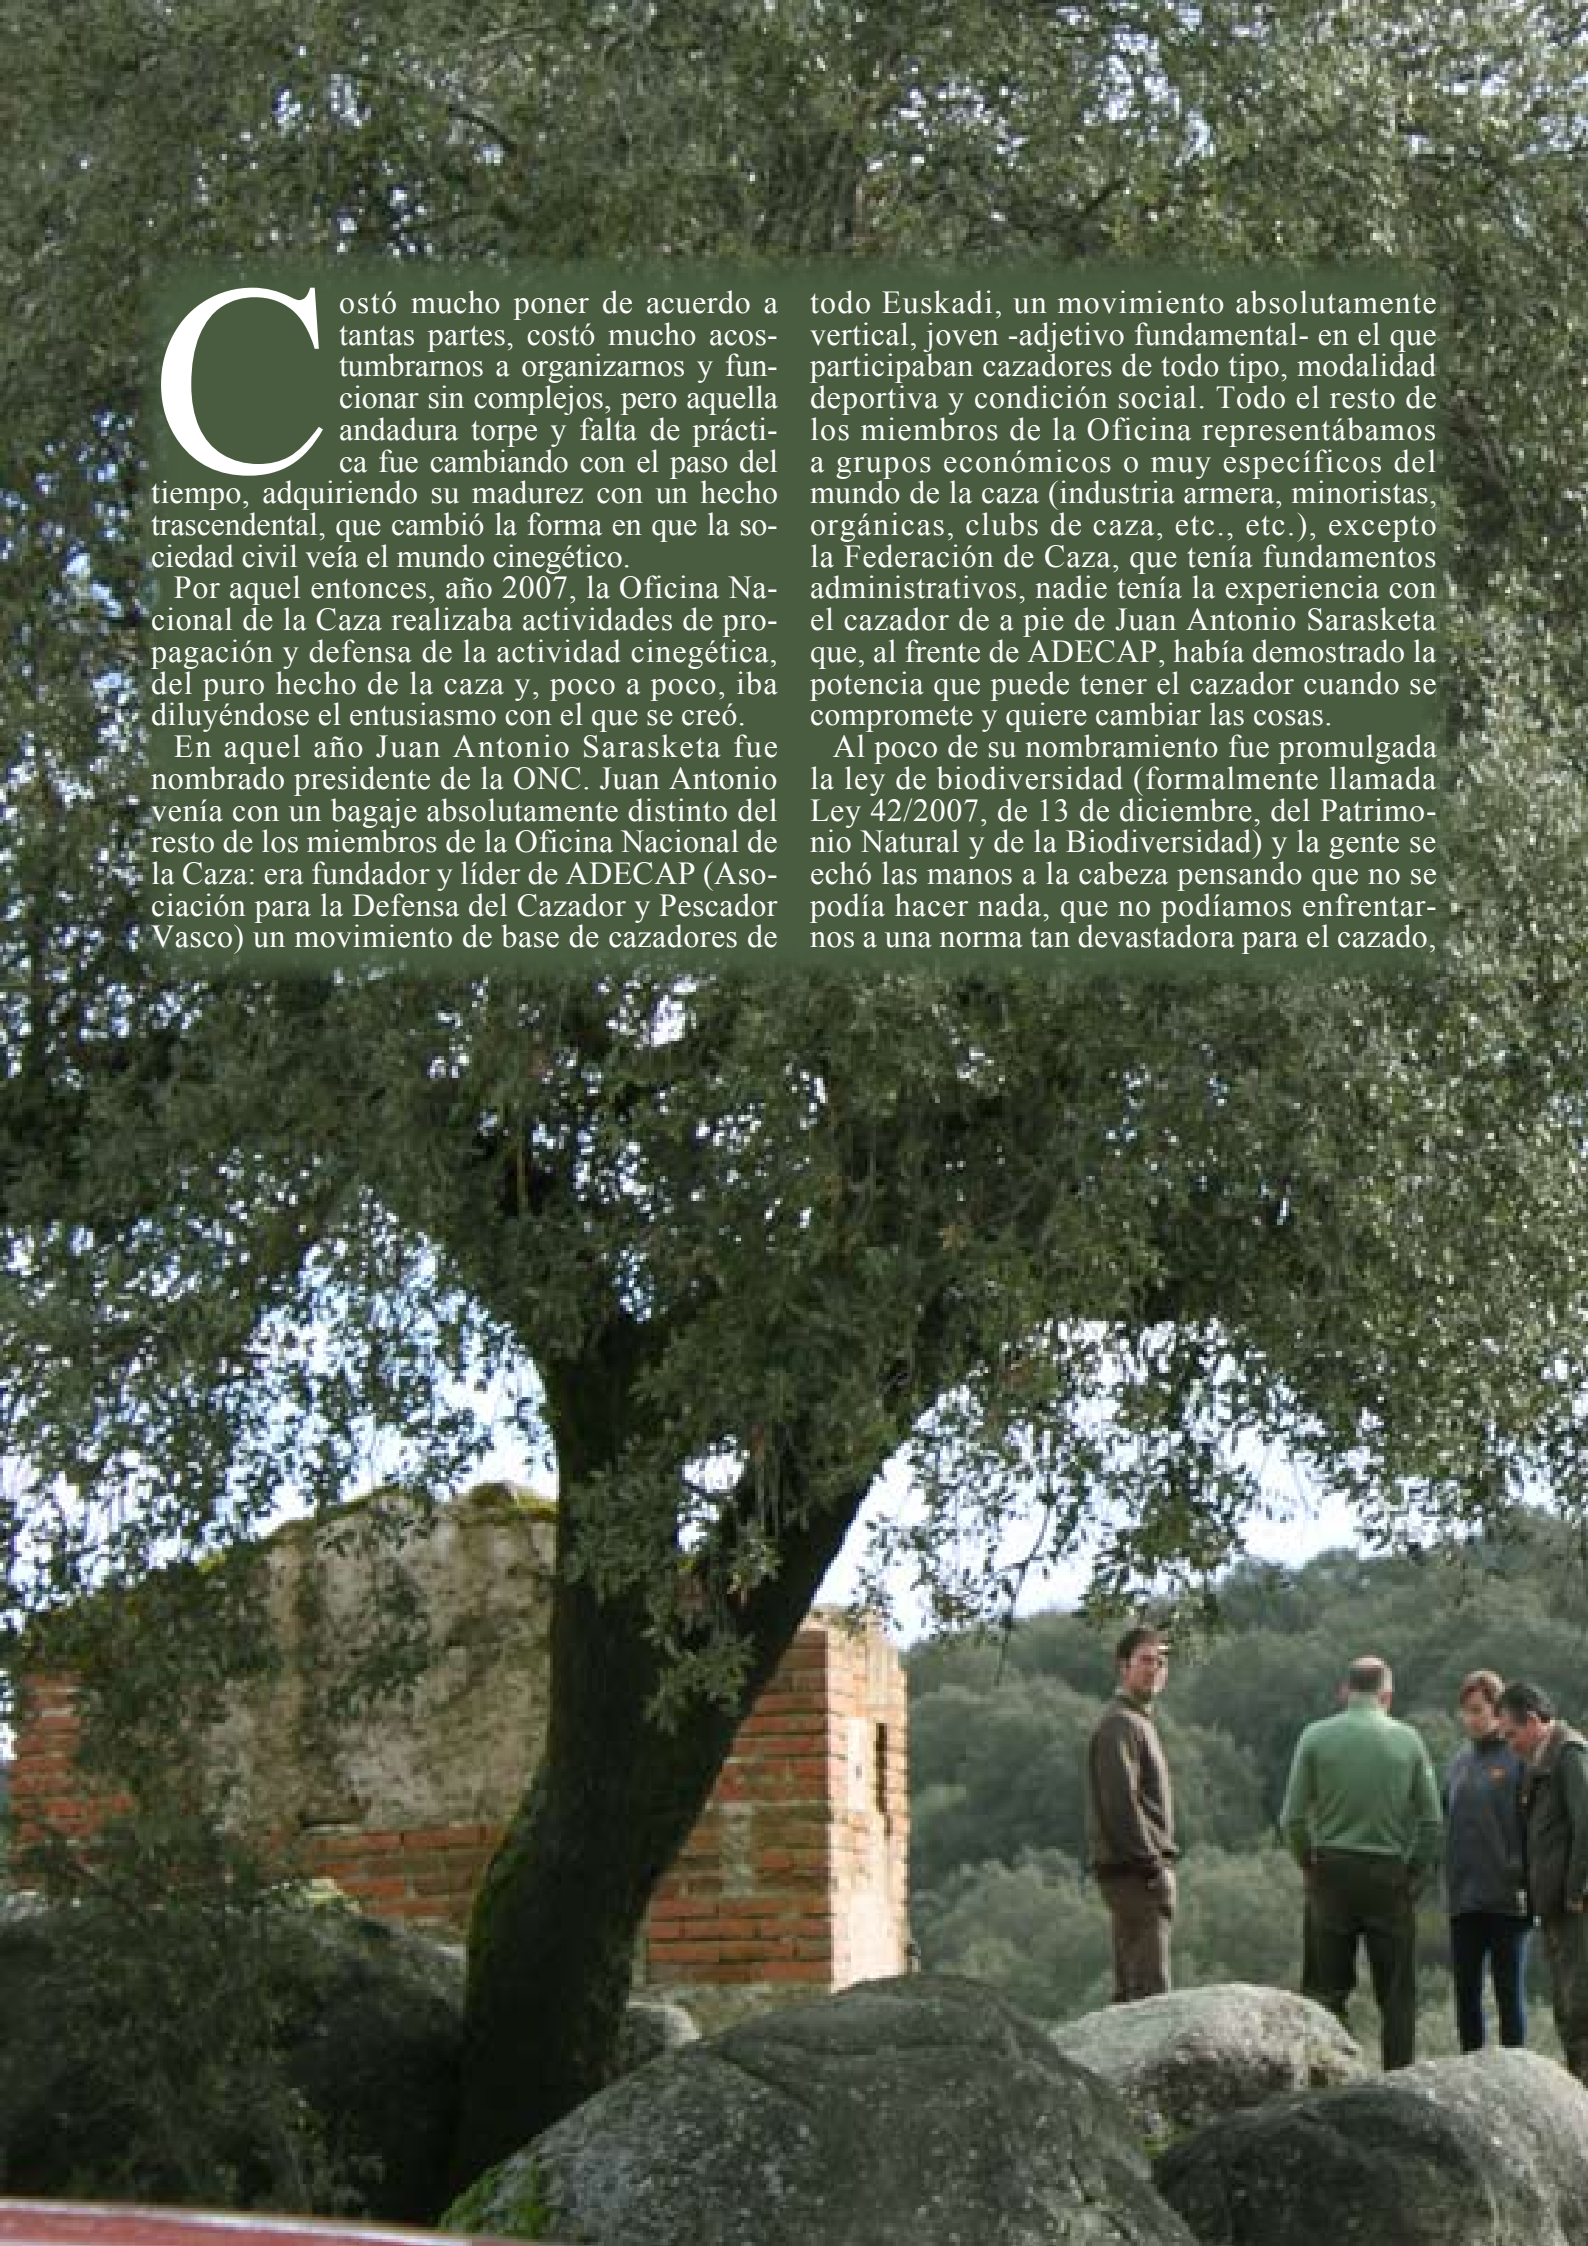 Costó mucho poner de acuerdo a
tantas partes, costó mucho acos-
tumbrarnos a organizarnos y fun-
cionar sin complejos, pero aquella
andadura torpe y falta de prácti-
ca fue cambiando con el paso del
tiempo, adquiriendo su madurez con un hecho
trascendental, que cambió la forma en que la so-
ciedad civil veía el mundo cinegético.
Por aquel entonces, año 2007, la Oficina Na-
cional de la Caza realizaba actividades de pro-
pagación y defensa de la actividad cinegética,
del puro hecho de la caza y, poco a poco, iba
diluyéndose el entusiasmo con el que se creó.
En aquel año Juan Antonio Sarasketa fue
nombrado presidente de la ONC. Juan Antonio
venía con un bagaje absolutamente distinto del
resto de los miembros de la Oficina Nacional de
la Caza: era fundador y líder de ADECAP (Aso-
ciación para la Defensa del Cazador y Pescador
Vasco) un movimiento de base de cazadores de
todo Euskadi, un movimiento absolutamente
vertical, joven -adjetivo fundamental- en el que
participaban cazadores de todo tipo, modalidad
deportiva y condición social. Todo el resto de
los miembros de la Oficina representábamos
a grupos económicos o muy específicos del
mundo de la caza (industria armera, minoristas,
orgánicas, clubs de caza, etc., etc.), excepto
la Federación de Caza, que tenía fundamentos
administrativos, nadie tenía la experiencia con
el cazador de a pie de Juan Antonio Sarasketa
que, al frente de ADECAP, había demostrado la
potencia que puede tener el cazador cuando se
compromete y quiere cambiar las cosas.
Al poco de su nombramiento fue promulgada
la ley de biodiversidad (formalmente llamada
Ley 42/2007, de 13 de diciembre, del Patrimo-
nio Natural y de la Biodiversidad) y la gente se
echó las manos a la cabeza pensando que no se
podía hacer nada, que no podíamos enfrentar-
nos a una norma tan devastadora para el cazado,